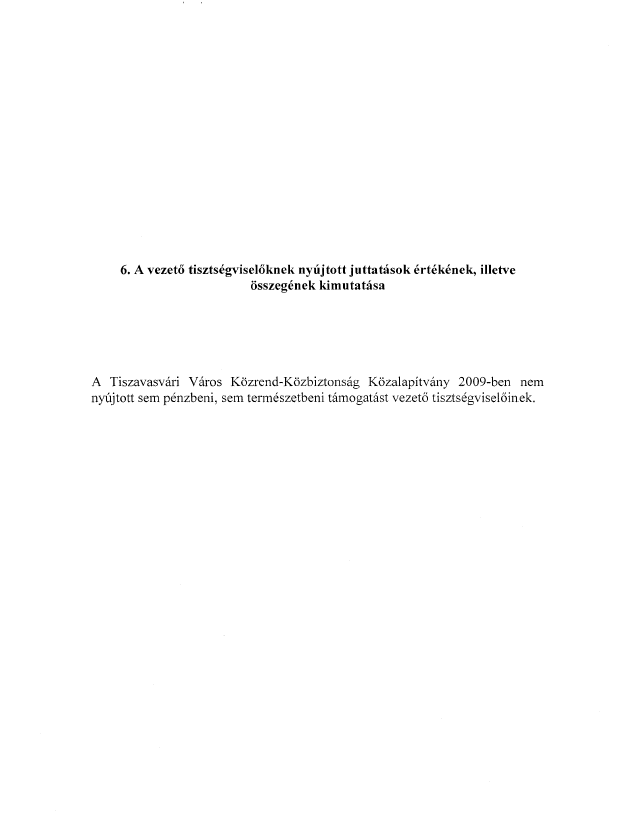 6. A vezető tisztségviselőknek nyújtott juttatások értékének, illetve
összegének kimutatása
A Tiszavasvári Város Közrend-Közbiztonság Közalapítvány 2009-ben nem
nyújtott sem pénzbeni, sem természetbeni támogatást vezető tisztségviselőinek.